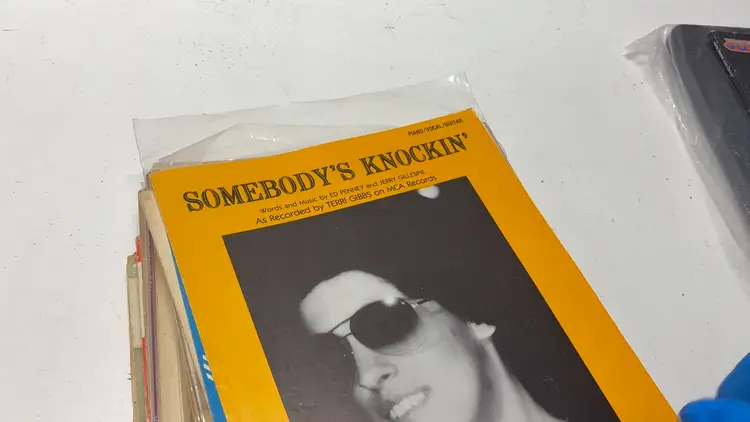 PIANO/VOCAL/GUITAR
SOMEBODY'S KNOCKIN'
Words and Music by ED PENNEY and JERRY GILLESPIE
As Recorded by TERRI GIBBS on MCA Records